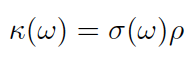 κ(ω) = σ(ω)ρ